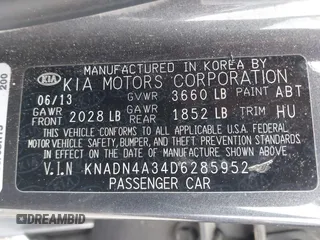 MANUFACTURED IN KOREA BY
KIA KIA MOTORS CORPORATION
06/13 GVWR 3660 LB PAINT ABT
GAWR FRONT 2028 LB GAWR REAR 1852 LB TRIM HU
THIS VEHICLE CONFORMS TO ALL APPLICABLE
FEDERAL MOTOR VEHICLE SAFETY, BUMPER, AND
THEFT PREVENTION STANDARDS IN EFFECT ON
THE DATE OF MANUFACTURE SHOWN ABOVE.
V.I.N KNADN4A34D6285952
PASSENGER CAR
200